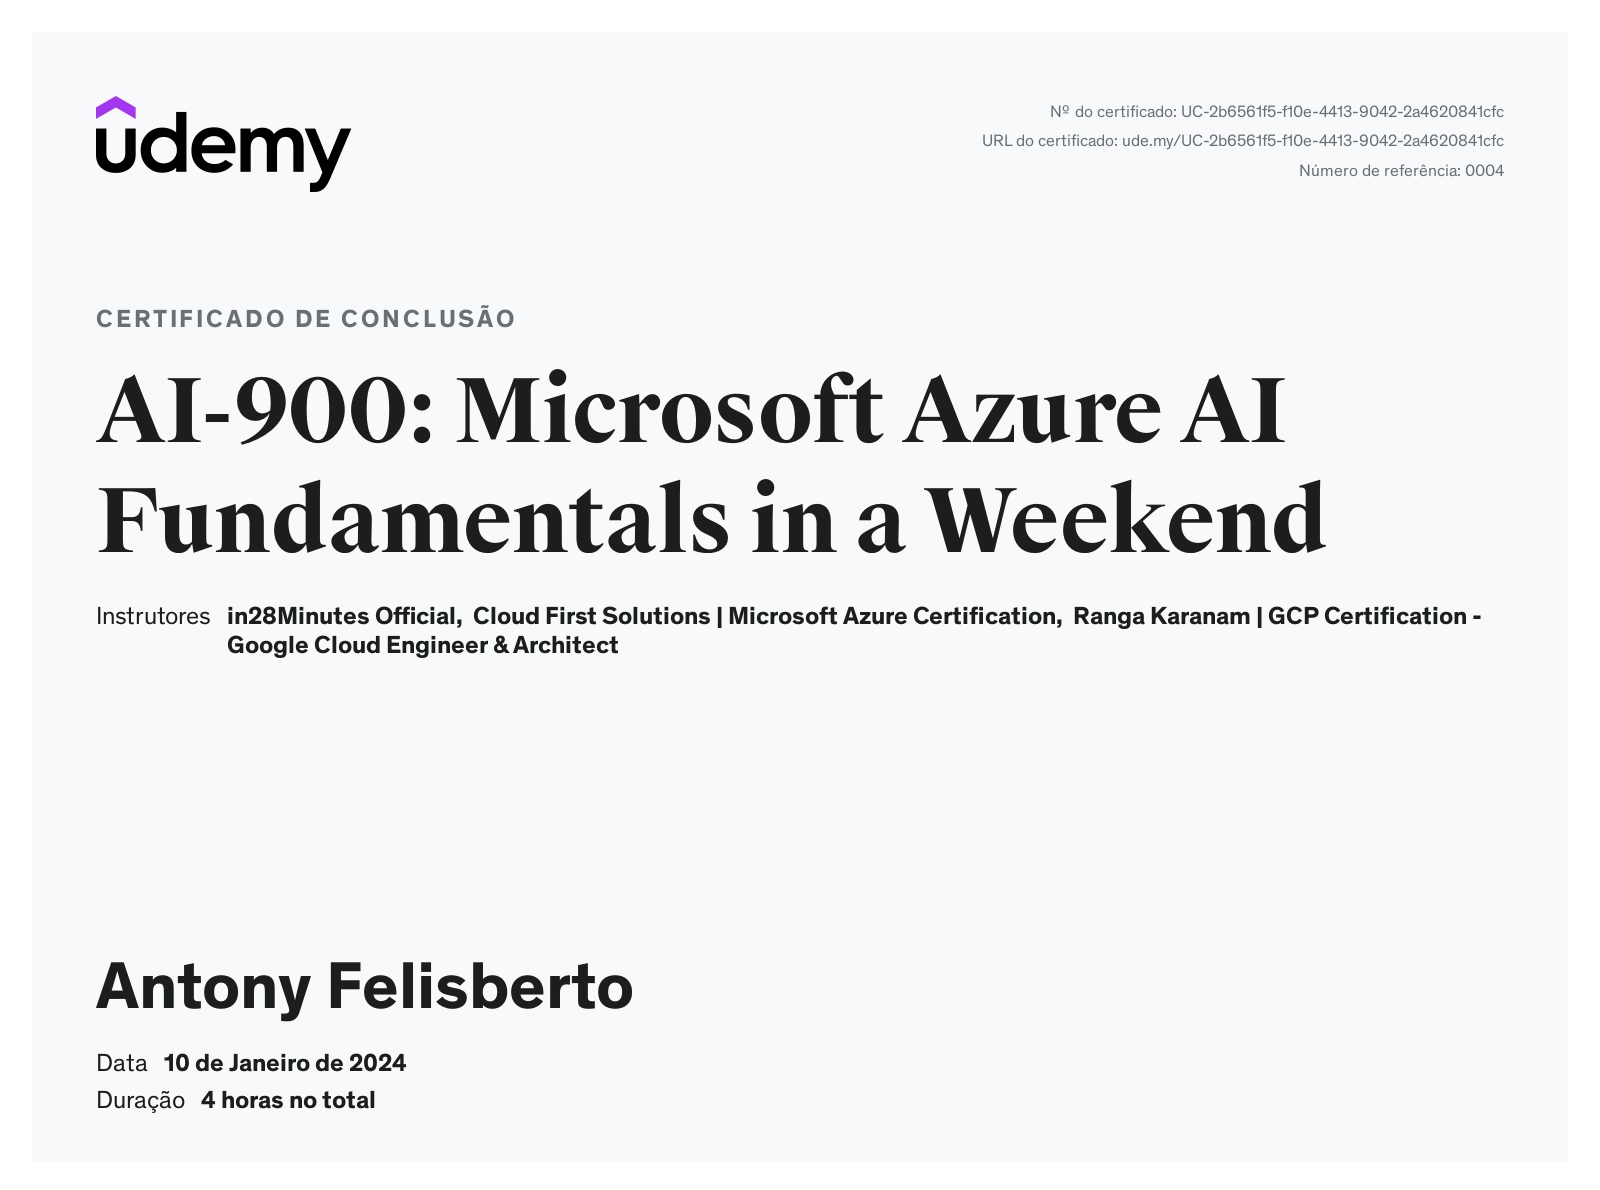 udemy
Nº do certificado: UC-2b6561f5-f10e-4413-9042-2a4620841cfc
URL do certificado: ude.my/UC-2b6561f5-f10e-4413-9042-2a4620841cfc
Número de referência: 0004
CERTIFICADO DE CONCLUSÃO
AI-900: Microsoft Azure AI
Fundamentals in a Weekend
Instrutores in28Minutes Official, Cloud First Solutions | Microsoft Azure Certification, Ranga Karanam | GCP Certification -
Google Cloud Engineer & Architect
Antony Felisberto
Data 10 de Janeiro de 2024
Duração 4 horas no total